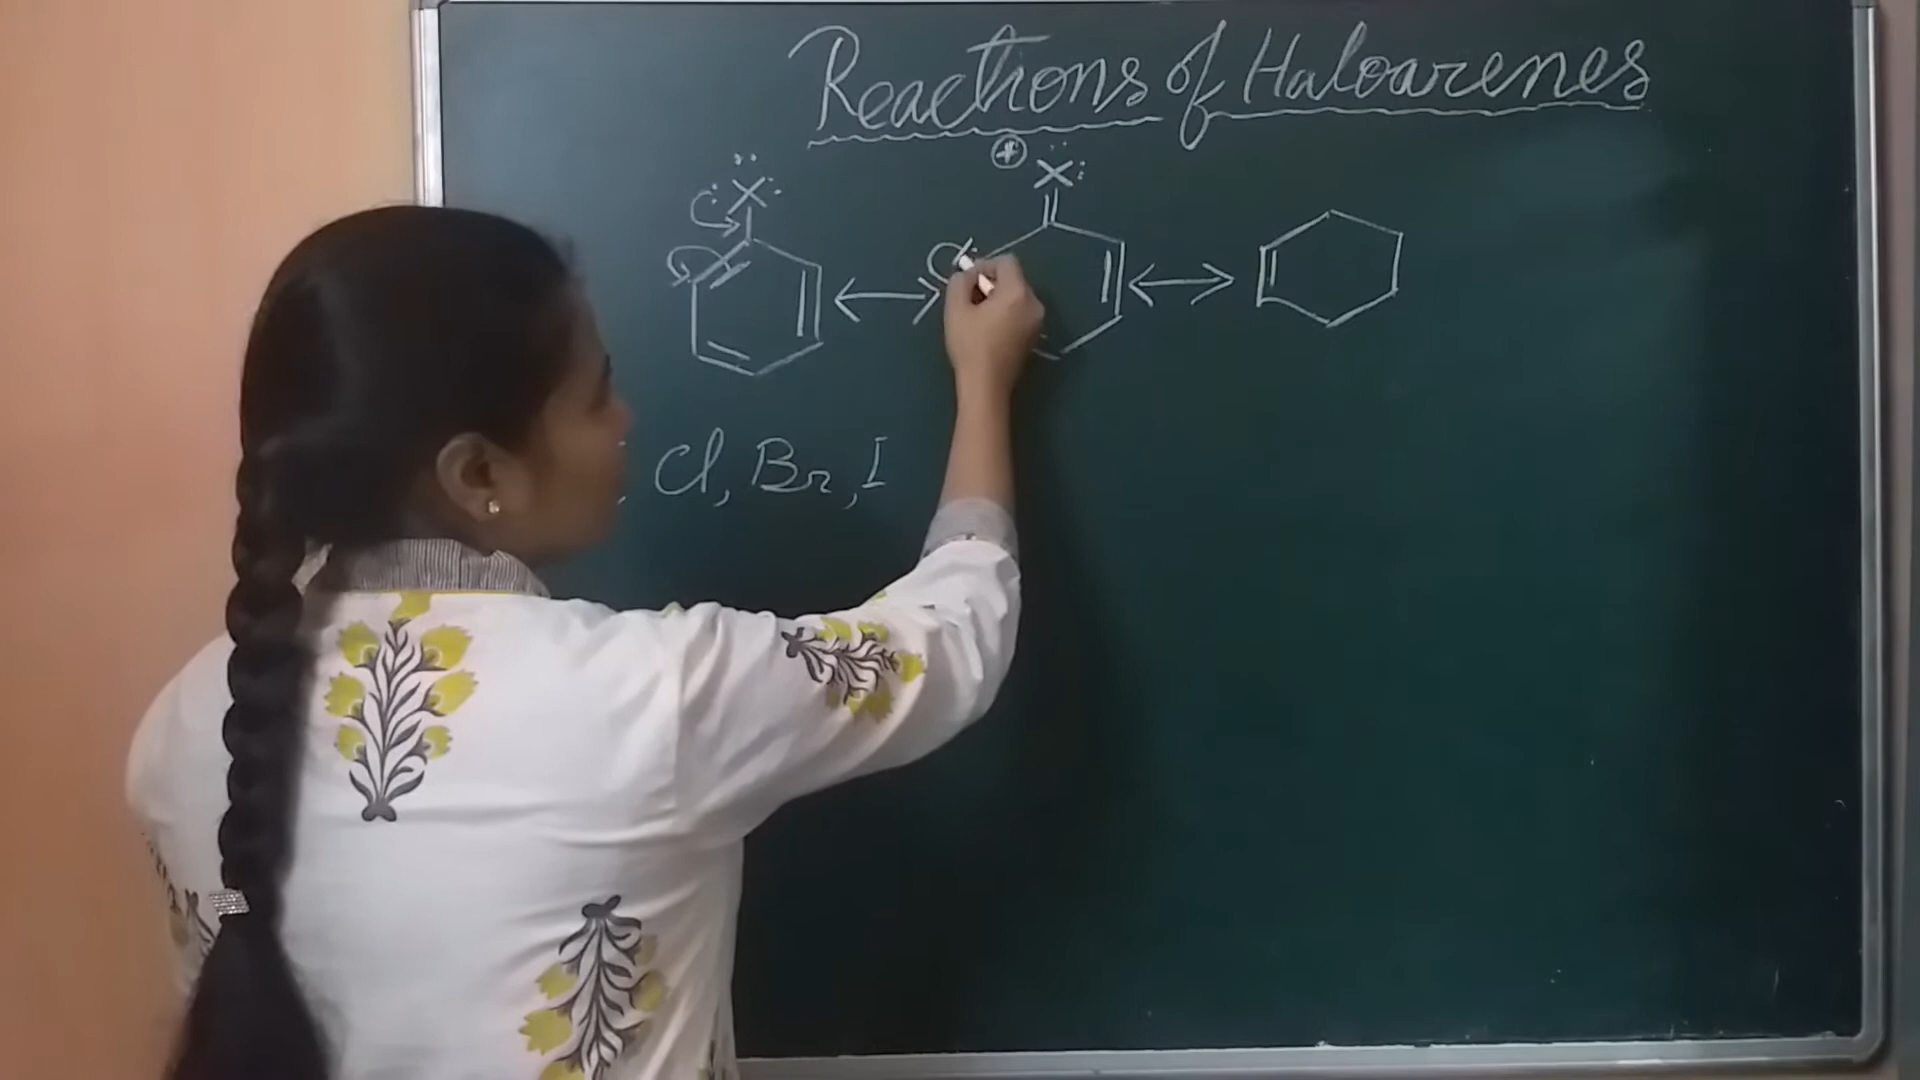 Reactions of Haloarenes
X
⊕ X
, Cl, Br, I